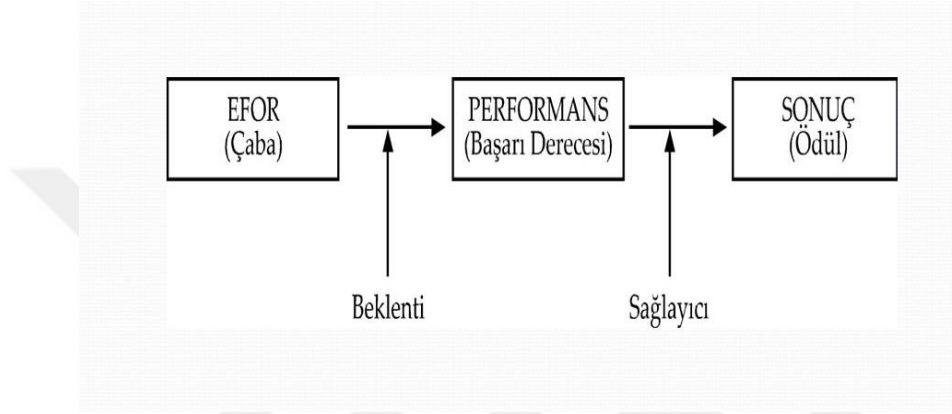 EFOR
(Çaba)
PERFORMANS
(Başarı Derecesi)
SONUÇ
(Ödül)
Beklenti
Sağlayıcı